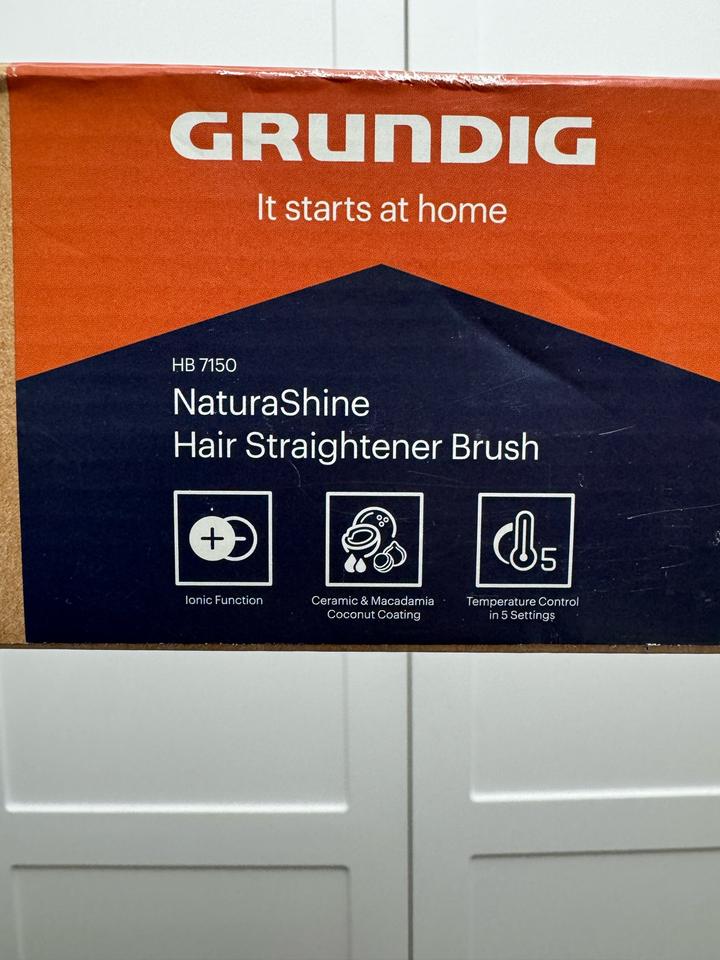 GRUNDIG
It starts at home
HB 7150
NaturaShine
Hair Straightener Brush
5
Ionic Function
Ceramic & Macadamia
Coconut Coating
Temperature Control
in 5 Settings